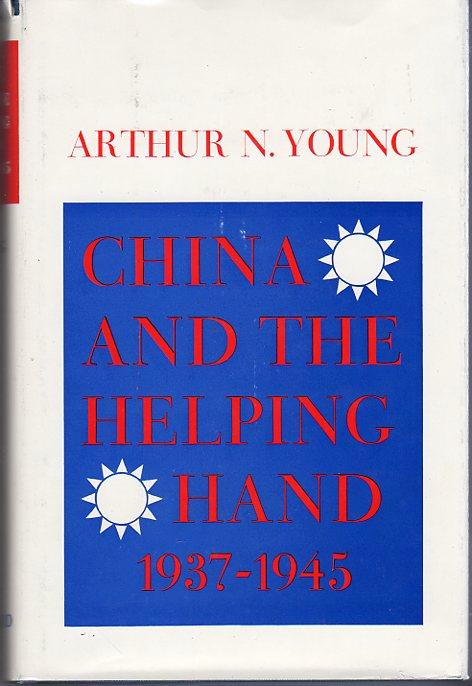 ARTHUR N. YOUNG
CHINA
AND THE
HELPING
HAND
1937-1945